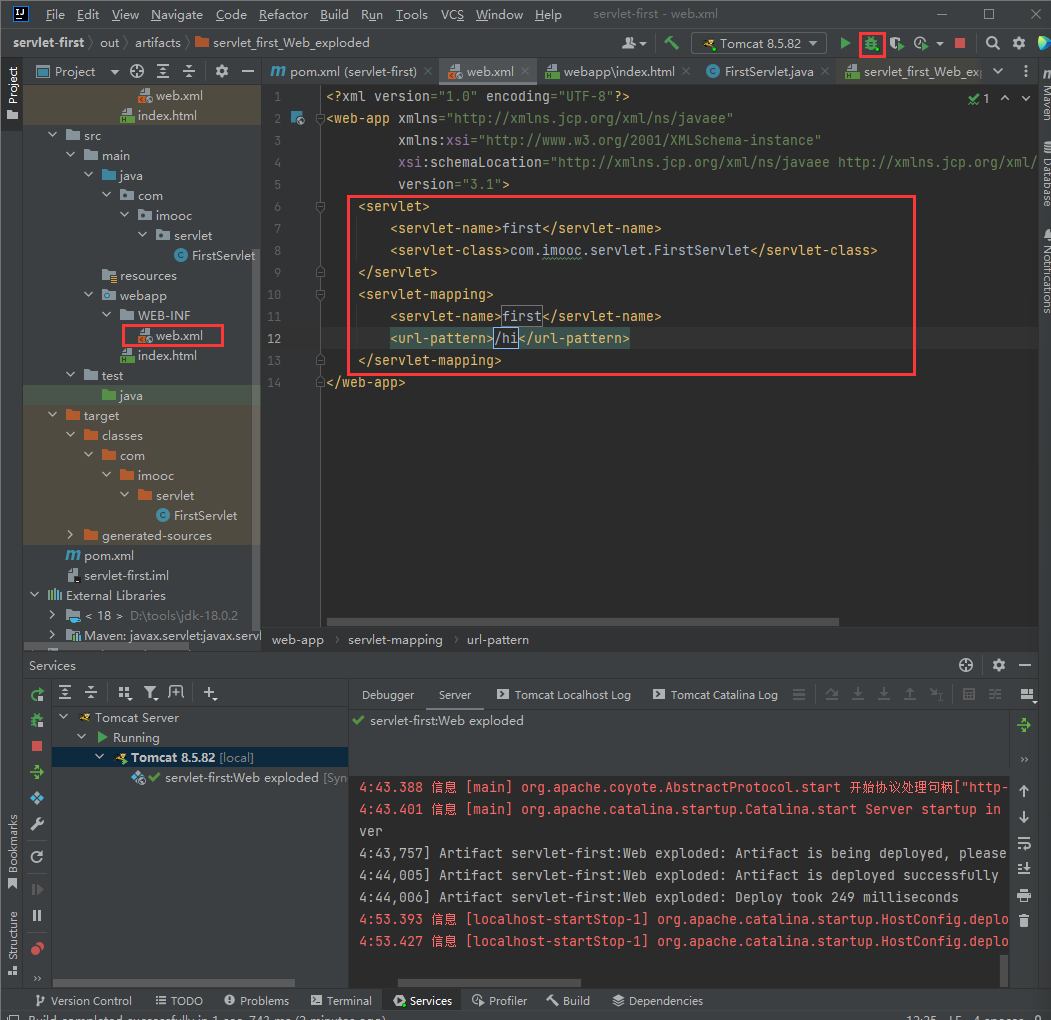 File Edit View Navigate Code Refactor Build Run Tools VCS Window Help servlet-first - web.xml
servlet-first out artifacts servlet_first_Web_exploded Tomcat 8.5.82
Project pom.xml (servlet-first) web.xml webapp\index.html FirstServlet.java servlet_first_Web_ex
Project
Maven
Database
Notifications
Bookmarks
Structure
web.xml
index.html
src
main
java
com
imooc
servlet
FirstServlet
resources
webapp
WEB-INF
web.xml
index.html
test
java
target
classes
com
imooc
servlet
FirstServlet
generated-sources
pom.xml
servlet-first.iml
External Libraries
< 18 > D:\tools\jdk-18.0.2
Maven: javax.servlet:javax.servl
1 <?xml version="1.0" encoding="UTF-8"?> 1
2 <web-app xmlns="http://xmlns.jcp.org/xml/ns/javaee"
3 xmlns:xsi="http://www.w3.org/2001/XMLSchema-instance"
4 xsi:schemaLocation="http://xmlns.jcp.org/xml/ns/javaee http://xmlns.jcp.org/xml/
5 version="3.1">
6 <servlet>
7 <servlet-name>first</servlet-name>
8 <servlet-class>com.imooc.servlet.FirstServlet</servlet-class>
9 </servlet>
10 <servlet-mapping>
11 <servlet-name>first</servlet-name>
12 <url-pattern>/hi</url-pattern>
13 </servlet-mapping>
14 </web-app>
web-app servlet-mapping url-pattern
Services
Debugger Server Tomcat Localhost Log Tomcat Catalina Log
Tomcat Server
Running
Tomcat 8.5.82 [local]
servlet-first:Web exploded [Syn
servlet-first:Web exploded
4:43.388 信息 [main] org.apache.coyote.AbstractProtocol.start 开始协议处理句柄["http-
4:43.401 信息 [main] org.apache.catalina.startup.Catalina.start Server startup in
ver
4:43,757] Artifact servlet-first:Web exploded: Artifact is being deployed, please
4:44,005] Artifact servlet-first:Web exploded: Artifact is deployed successfully
4:44,006] Artifact servlet-first:Web exploded: Deploy took 249 milliseconds
4:53.393 信息 [localhost-startStop-1] org.apache.catalina.startup.HostConfig.deplo
4:53.427 信息 [localhost-startStop-1] org.apache.catalina.startup.HostConfig.deplo
Version Control TODO Problems Terminal Services Profiler Build Dependencies
Build completed successfully in 1 sec, 743 ms (2 minutes ago) 12:25 LF 4 spaces